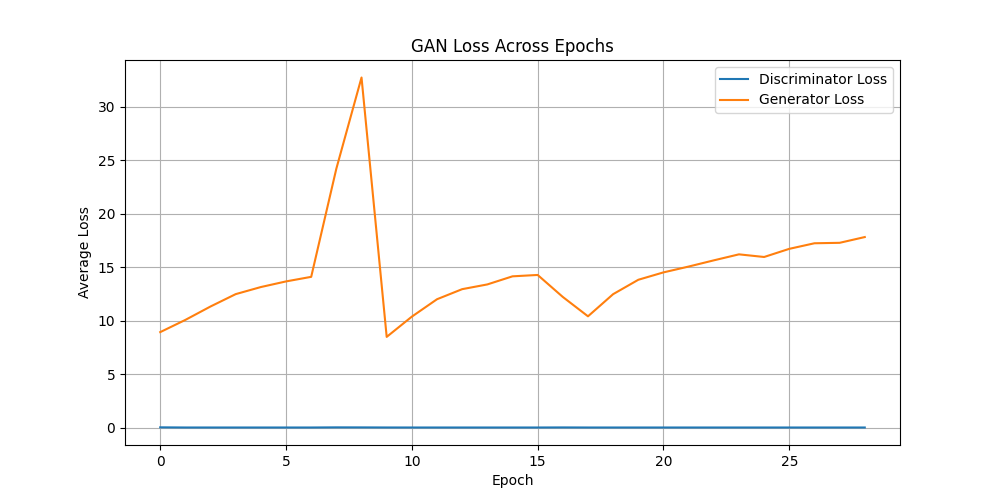 GAN Loss Across Epochs
Discriminator Loss
Generator Loss
30
25
20
15
10
5
0
Average Loss
0 5 10 15 20 25
Epoch